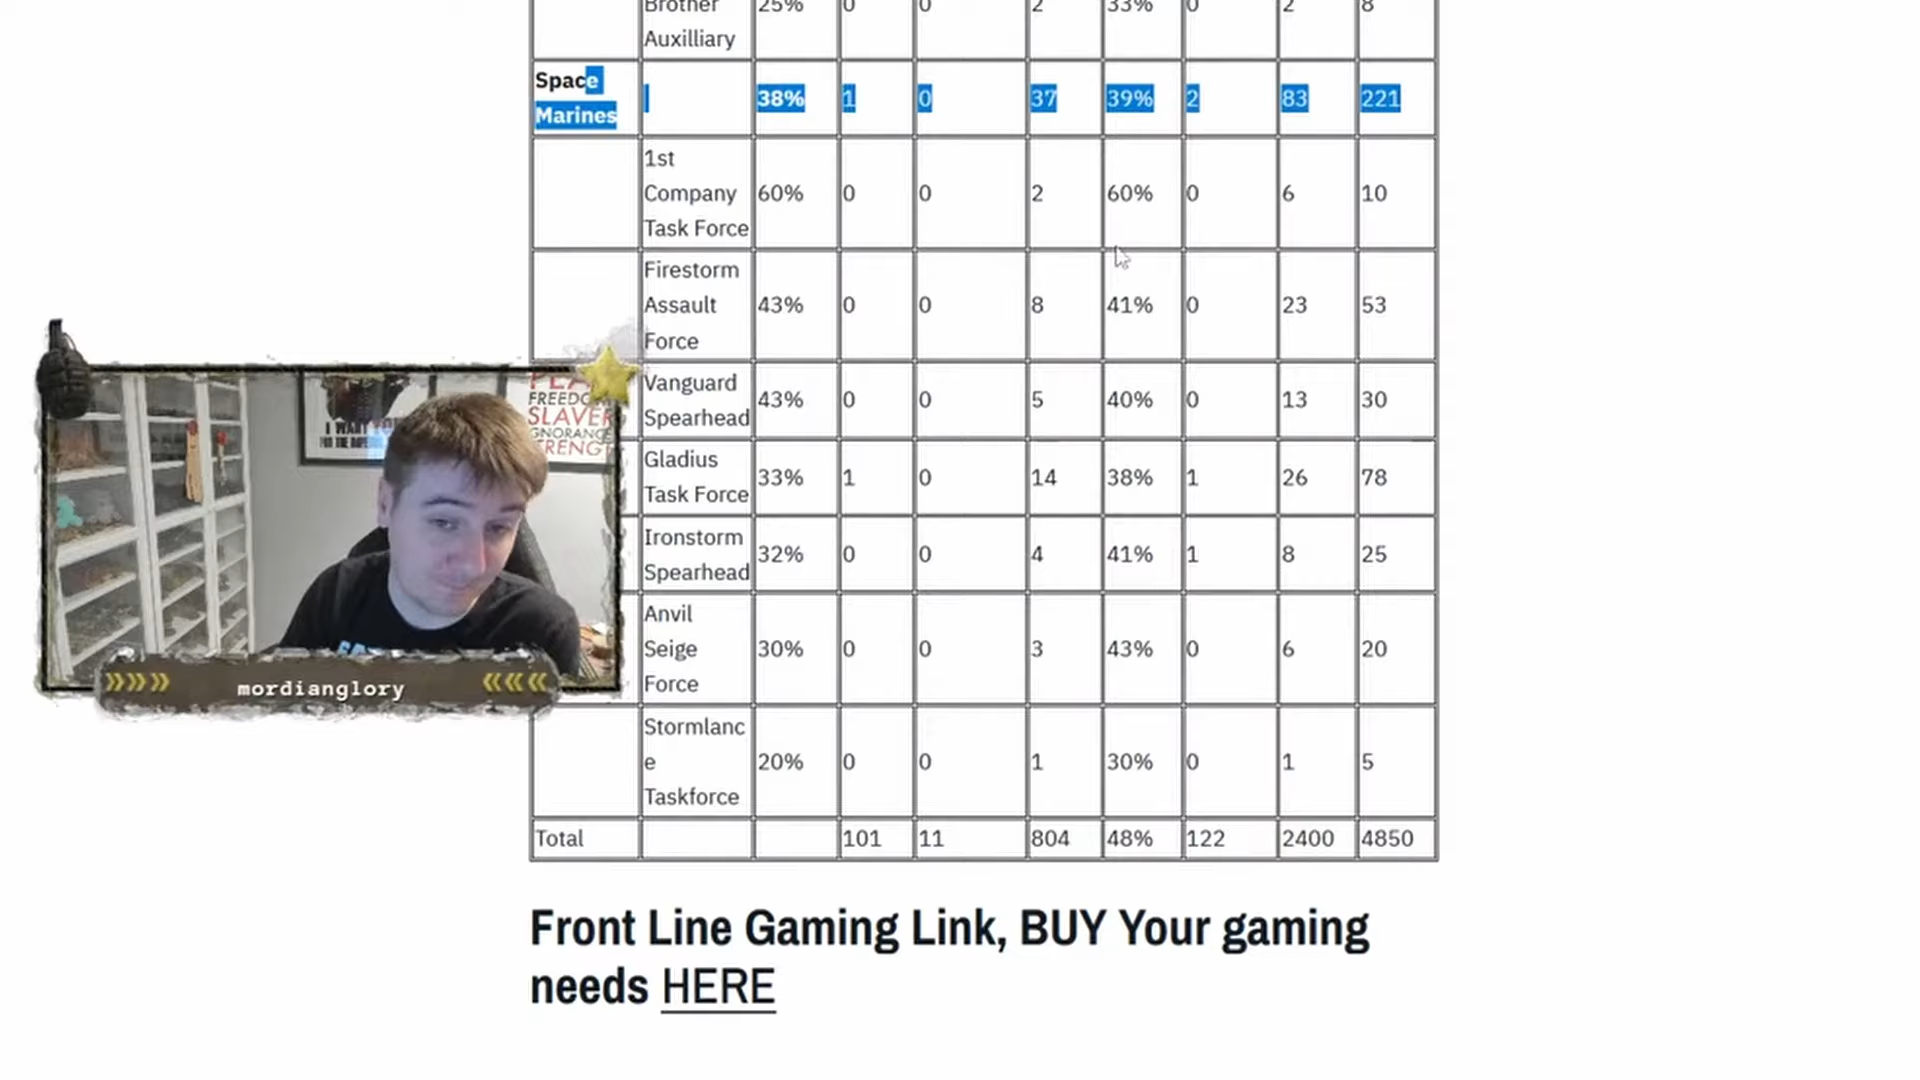 Brother 25% 0 0 2 33% 0 2 8
Auxilliary
Space
Marines 38% 1 0 37 39% 2 83 221
1st
Company 60% 0 0 2 60% 0 6 10
Task Force
Firestorm
Assault 43% 0 0 8 41% 0 23 53
Force
Vanguard
Spearhead 43% 0 0 5 40% 0 13 30
Gladius
Task Force 33% 1 0 14 38% 1 26 78
Ironstorm
Spearhead 32% 0 0 4 41% 1 8 25
Anvil
Seige 30% 0 0 3 43% 0 6 20
Force
Stormlanc
e 20% 0 0 1 30% 0 1 5
Taskforce
Total 101 11 804 48% 122 2400 4850
FREEDO
SLAVER
IGNORANCE
TRENGT
I WANT YOU
mordianglory
Front Line Gaming Link, BUY Your gaming
needs HERE